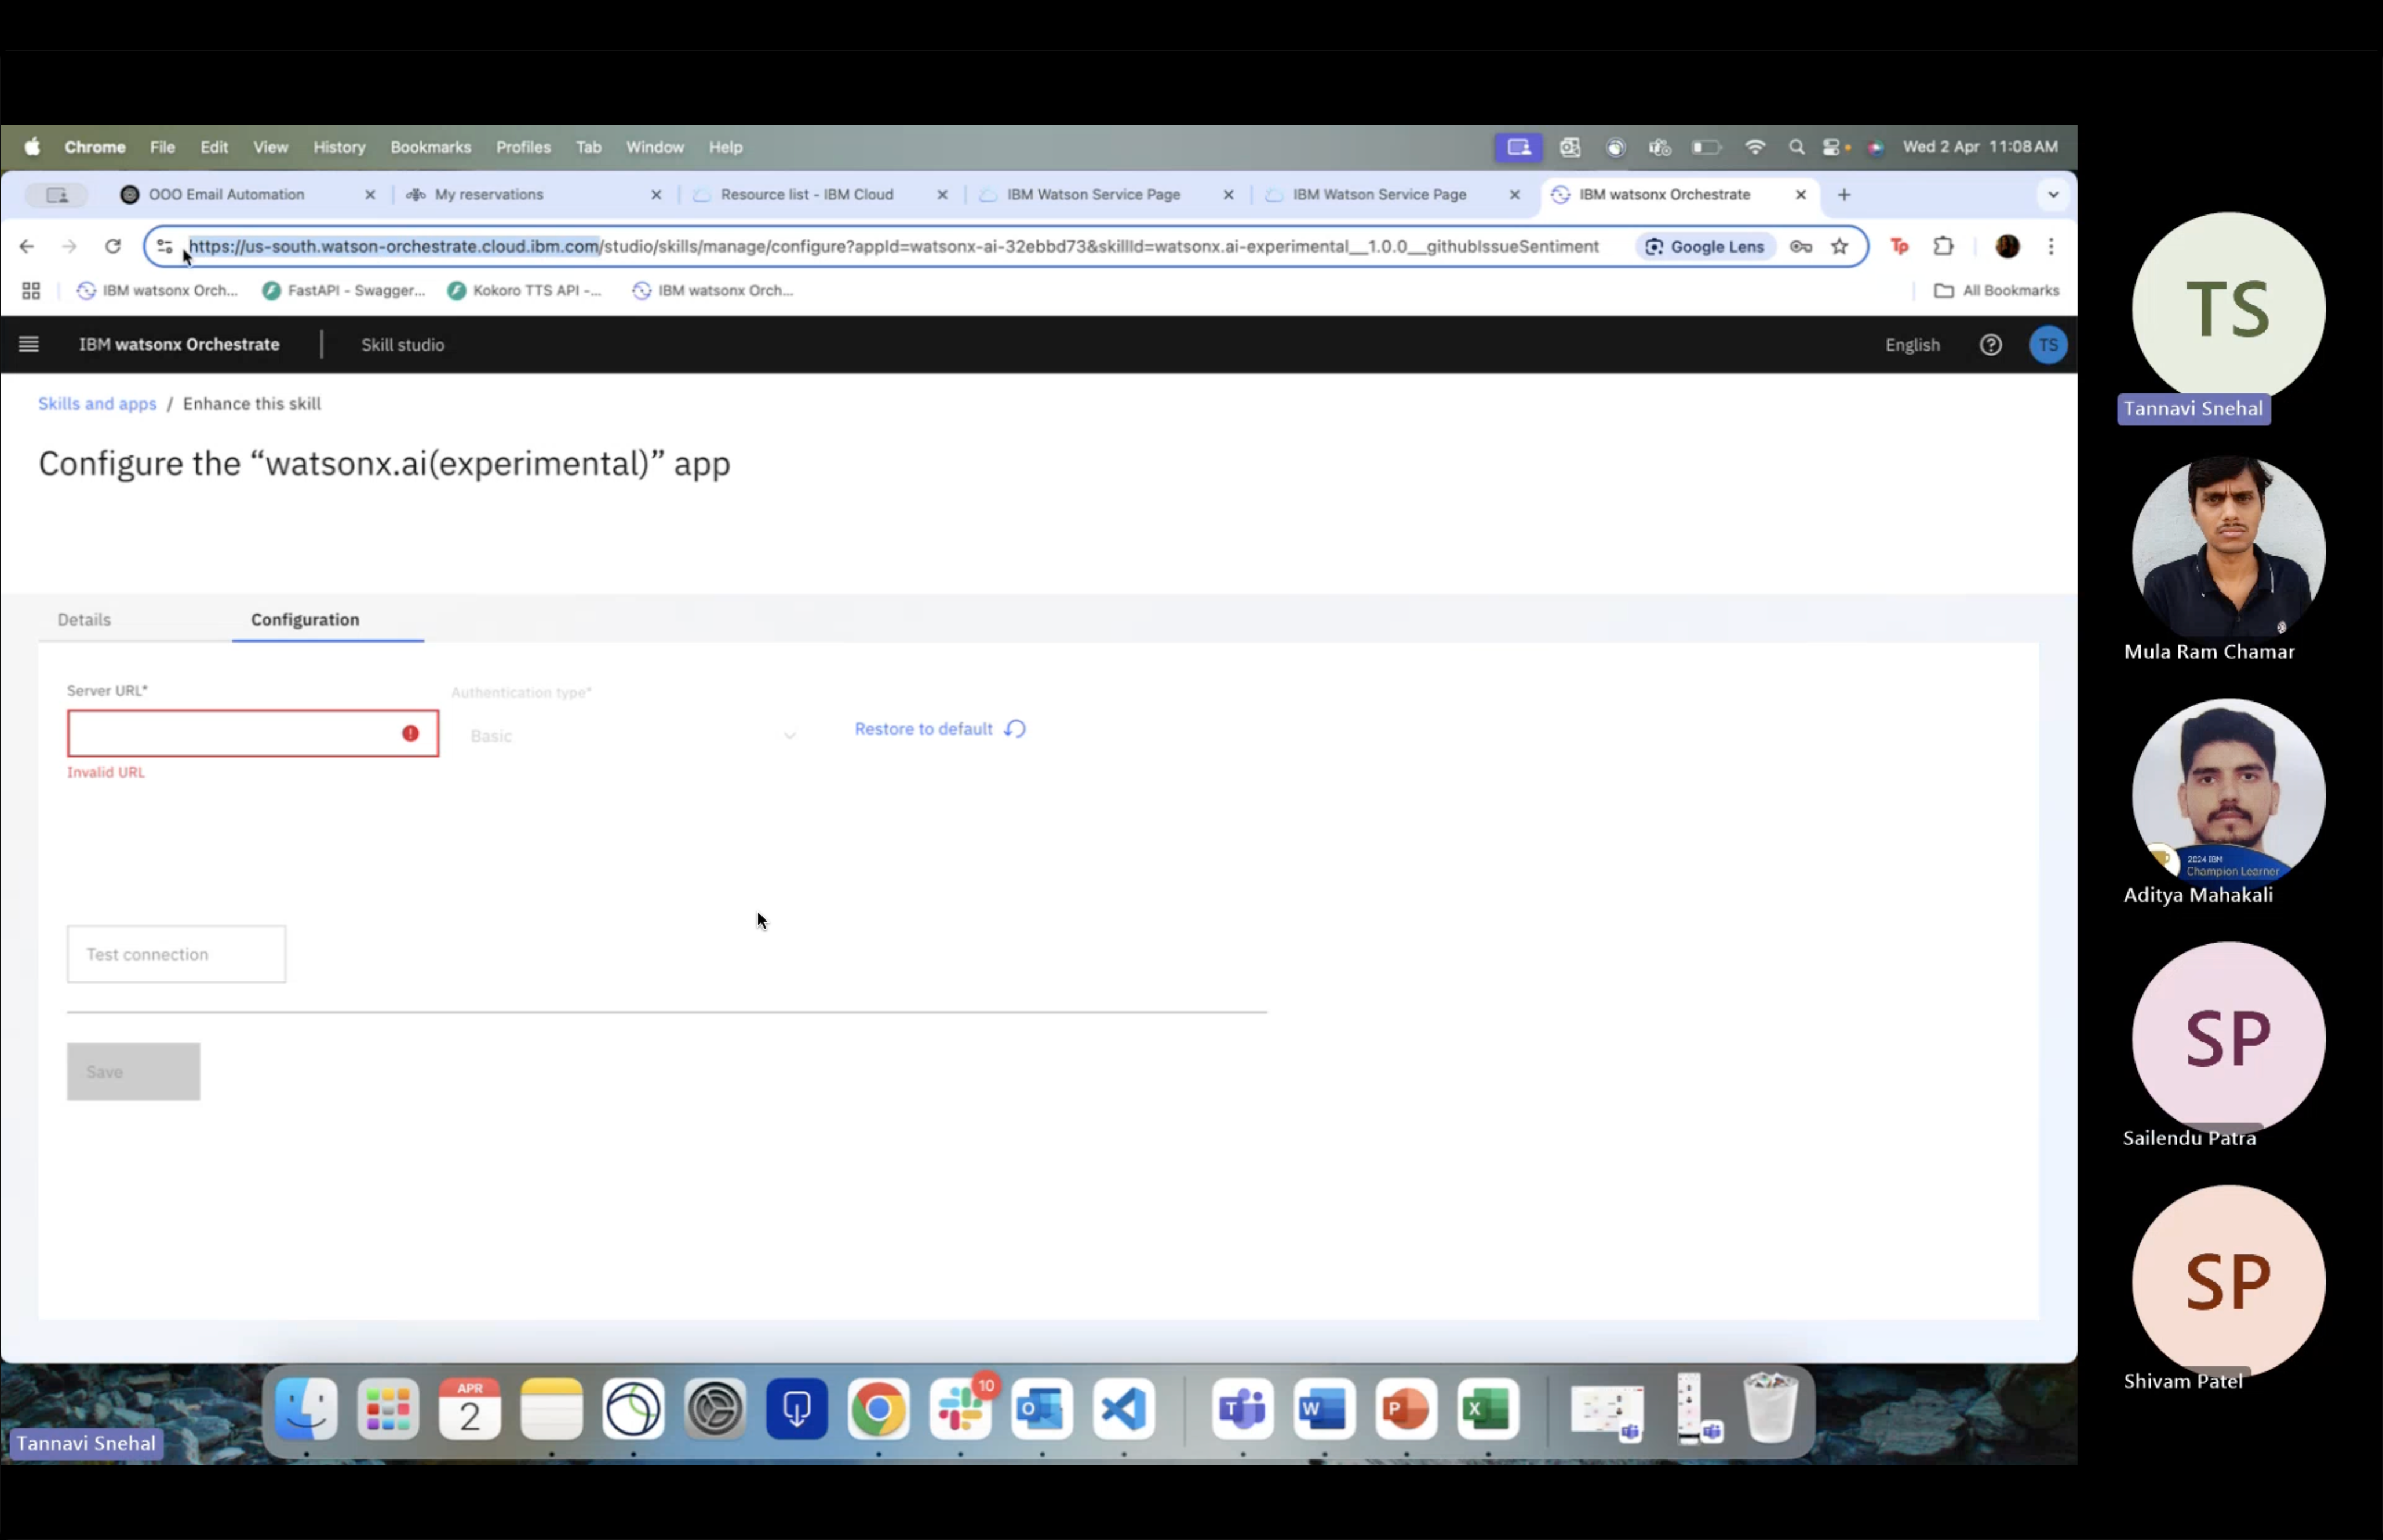 Chrome File Edit View History Bookmarks Profiles Tab Window Help Wed 2 Apr 11:08 AM
OOO Email Automation My reservations Resource list - IBM Cloud IBM Watson Service Page IBM Watson Service Page IBM watsonx Orchestrate
https://us-south.watson-orchestrate.cloud.ibm.com/studio/skills/manage/configure?appId=watsonx-ai-32ebbd73&skillId=watsonx.ai-experimental__1.0.0__githubIssueSentiment Google Lens Tp
IBM watsonx Orch... FastAPI - Swagger... Kokoro TTS API -... IBM watsonx Orch... All Bookmarks
IBM watsonx Orchestrate Skill studio English TS
Skills and apps / Enhance this skill
Configure the “watsonx.ai(experimental)” app
Details Configuration
Server URL* Authentication type*
Basic Restore to default
Invalid URL
Test connection
Save
APR
2
10
O
T W P X
Tannavi Snehal
TS
Tannavi Snehal
Mula Ram Chamar
2024 IBM
Champion Learner
Aditya Mahakali
SP
Sailendu Patra
SP
Shivam Patel